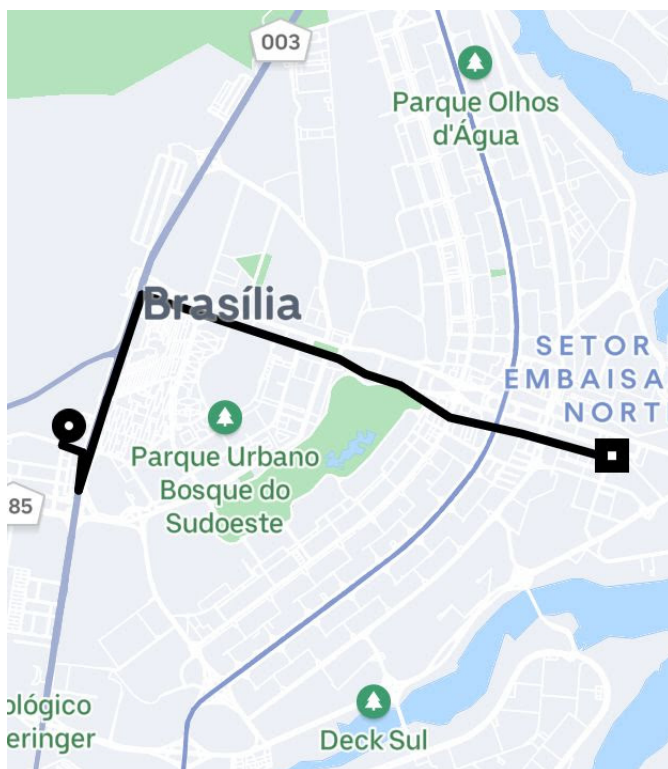 003
Parque Olhos
d'Água
Brasília
SETOR
EMBAISA
NORT
Parque Urbano
Bosque do
Sudoeste
85
ológico
eringer
Deck Sul